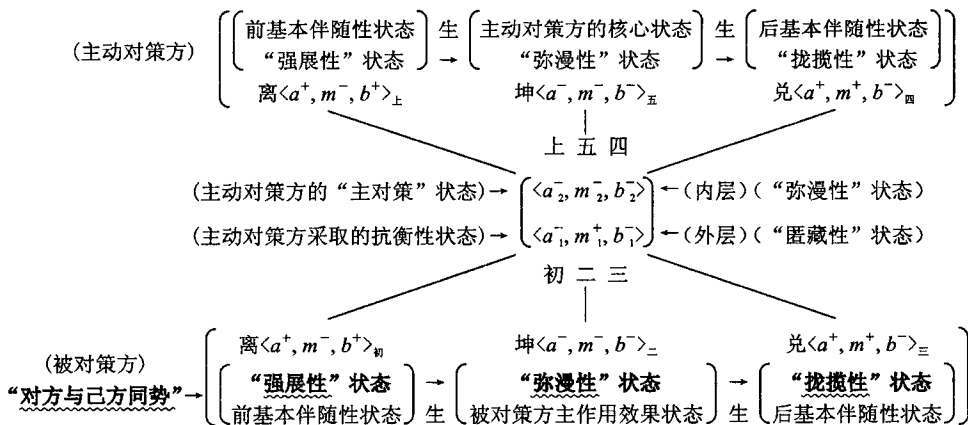 前基本伴随性状态 生 主动对策方的核心状态 生 后基本伴随性状态
(主动对策方) “强展性”状态 → “弥漫性”状态 → “拢揽性”状态
离<a⁺, m⁻, b⁺>上 坤<a⁻, m⁻, b⁻>五 兑<a⁺, m⁺, b⁻>四
上 五 四
(主动对策方的“主对策”状态)→ <a₂⁻, m₂⁻, b₂⁻> ←(内层)(“弥漫性”状态)
(主动对策方采取的抗衡性状态)→ <a₁⁻, m₁⁺, b₁⁻> ←(外层)(“匿藏性”状态)
初 二 三
离<a⁺, m⁻, b⁺>初 坤<a⁻, m⁻, b⁻>二 兑<a⁺, m⁺, b⁻>三
(被对策方)
“对方与己方同势”→ “强展性”状态 → “弥漫性”状态 → “拢揽性”状态
前基本伴随性状态 生 被对策方主作用效果状态 生 后基本伴随性状态